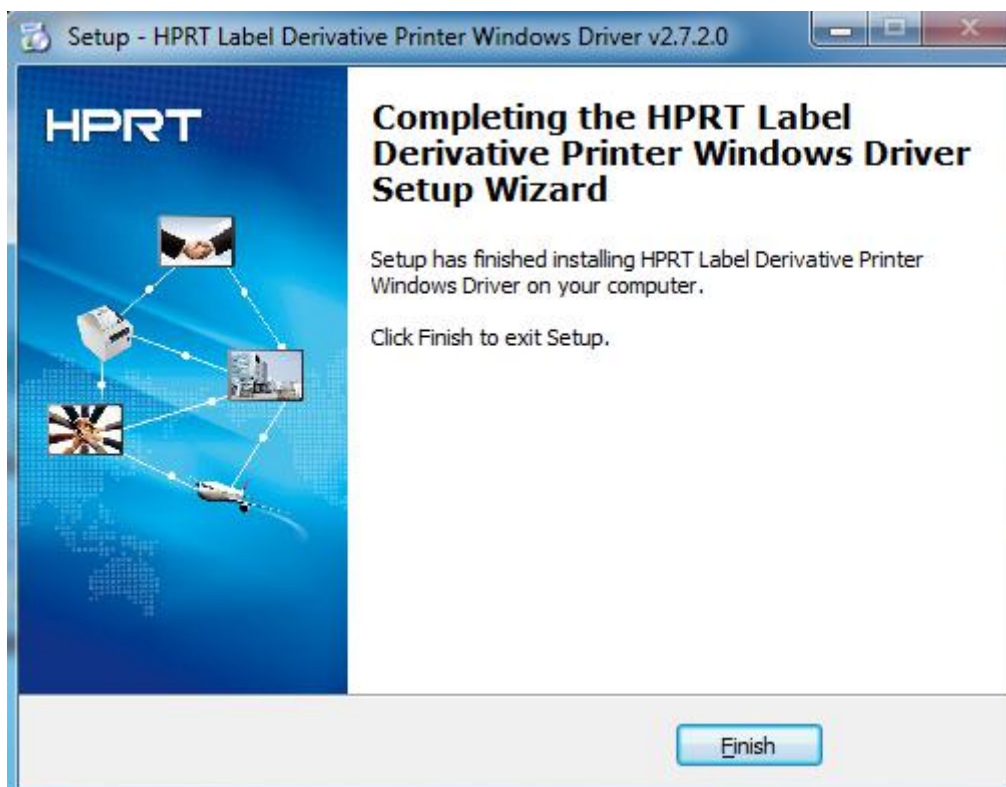 Setup - HPRT Label Derivative Printer Windows Driver v2.7.2.0
HPRT
Completing the HPRT Label
Derivative Printer Windows Driver
Setup Wizard
Setup has finished installing HPRT Label Derivative Printer
Windows Driver on your computer.
Click Finish to exit Setup.
Finish